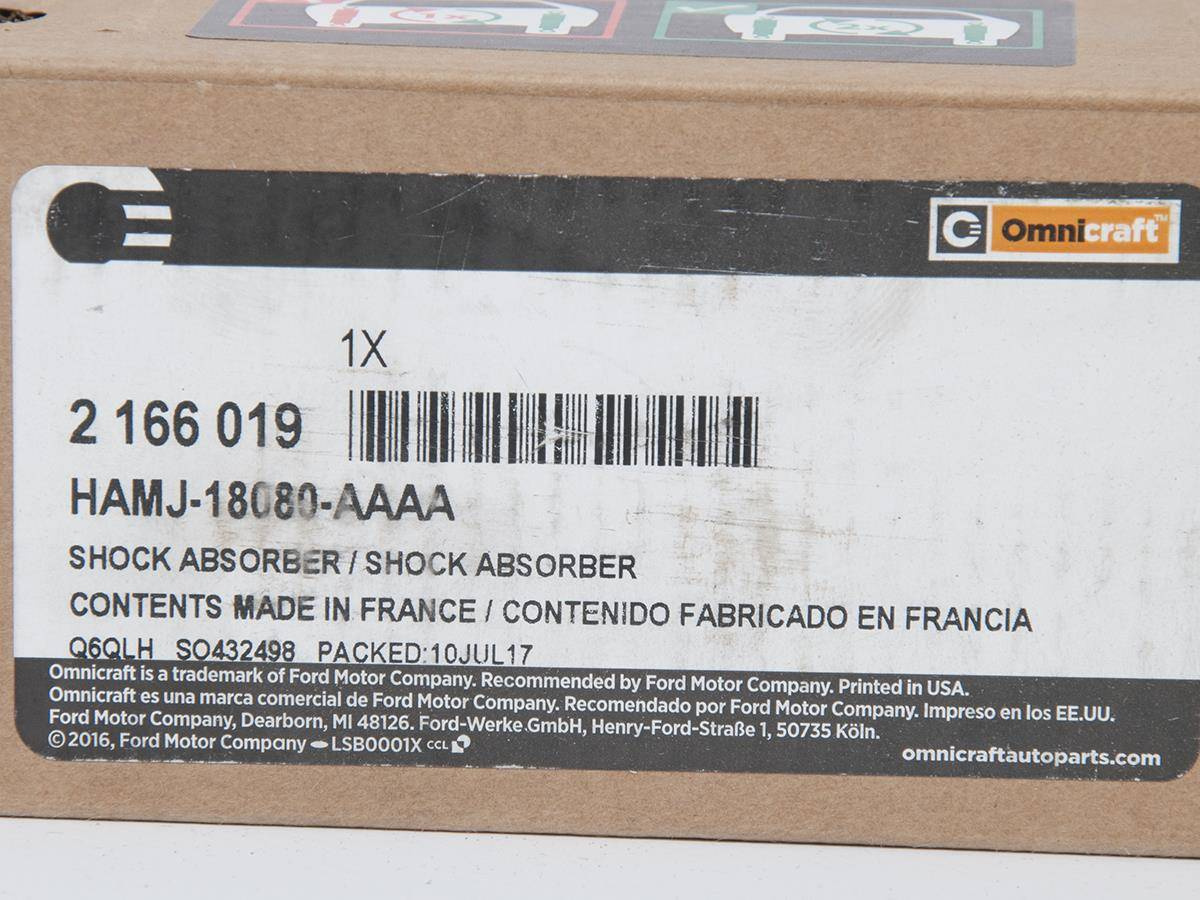 1x
2x
Omnicraft™
1X
2 166 019
HAMJ-18080-AAAA
SHOCK ABSORBER / SHOCK ABSORBER
CONTENTS MADE IN FRANCE / CONTENIDO FABRICADO EN FRANCIA
Q6QLH SO432498 PACKED:10JUL17
Omnicraft is a trademark of Ford Motor Company. Recommended by Ford Motor Company. Printed in USA.
Omnicraft es una marca comercial de Ford Motor Company. Recomendado por Ford Motor Company. Impreso en los EE.UU.
Ford Motor Company, Dearborn, MI 48126. Ford-Werke GmbH, Henry-Ford-Straße 1, 50735 Köln.
©2016, Ford Motor Company LSB0001X CCL
omnicraftautoparts.com